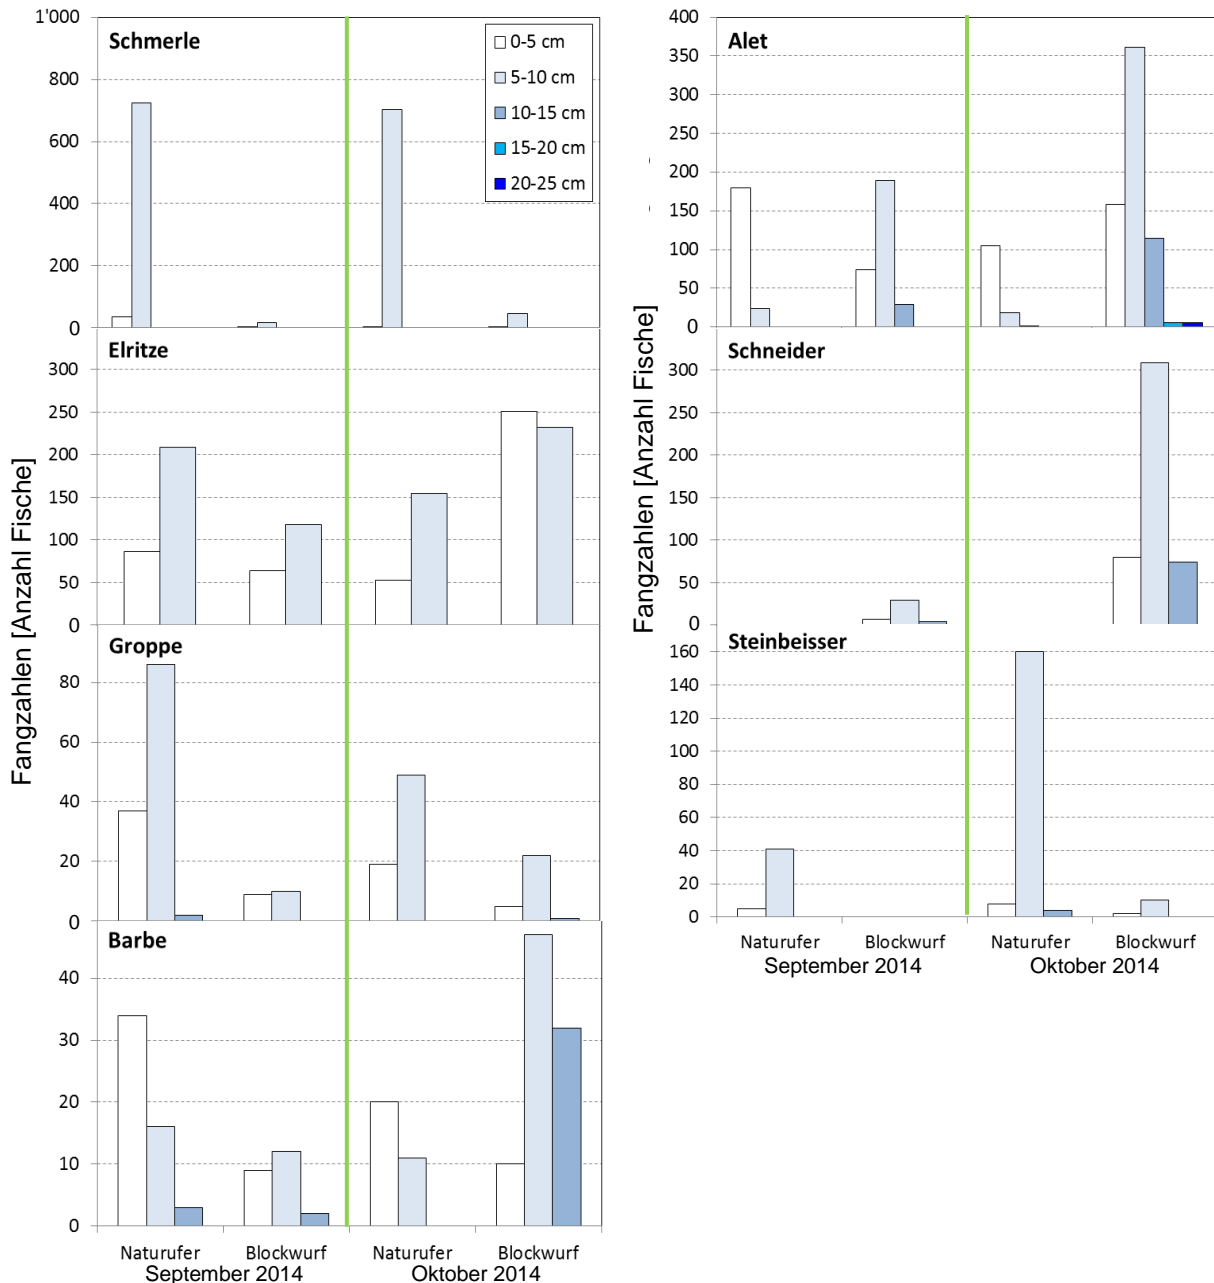 1'000
800
600
400
200
0
Schmerle
0-5 cm
5-10 cm
10-15 cm
15-20 cm
20-25 cm
Elritze
300
250
200
150
100
50
0
Groppe
80
60
40
20
0
Barbe
40
30
20
10
0
Fangzahlen [Anzahl Fische]
Naturufer Blockwurf Naturufer Blockwurf
September 2014 Oktober 2014
400
350
300
250
200
150
100
50
0
Alet
Schneider
300
250
200
150
100
50
0
Steinbeisser
160
140
120
100
80
60
40
20
0
Fangzahlen [Anzahl Fische]
Naturufer Blockwurf Naturufer Blockwurf
September 2014 Oktober 2014